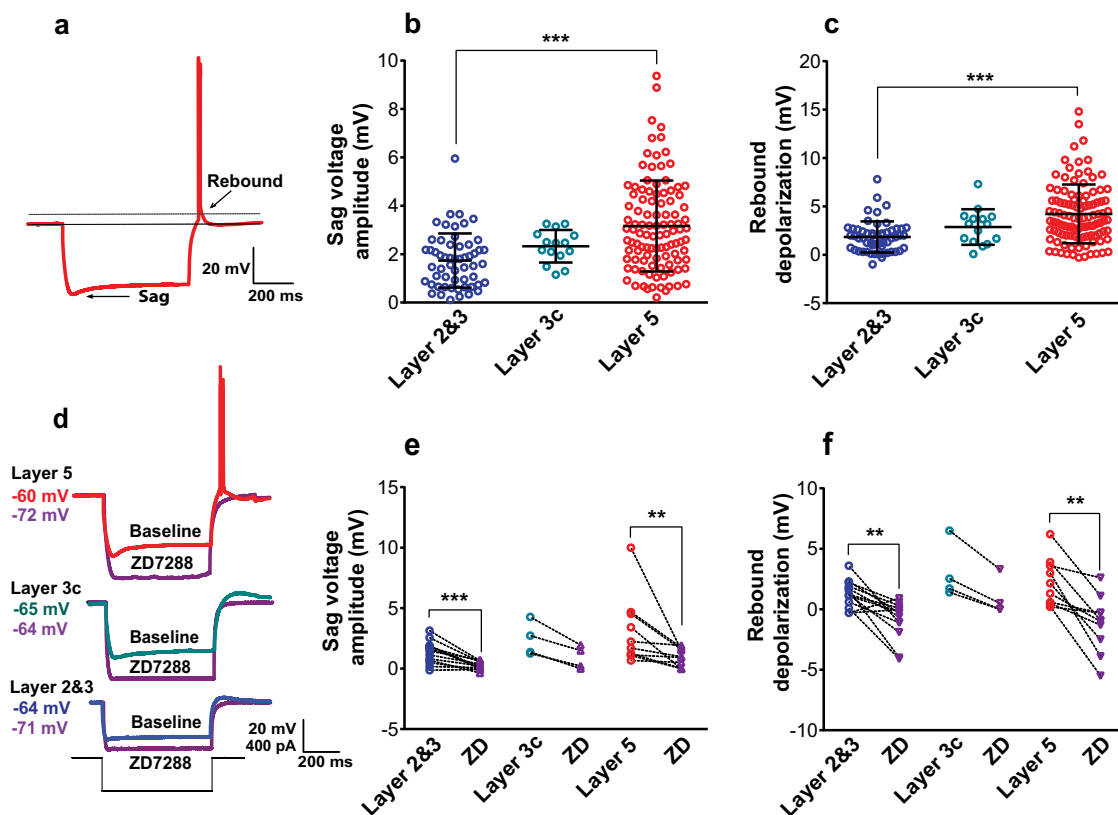 a
Rebound
Sag
20 mV
200 ms
b
Sag voltage
amplitude (mV)
10
8
6
4
2
0
***
Layer 2&3
Layer 3c
Layer 5
c
Rebound
depolarization (mV)
20
15
10
5
0
-5
***
Layer 2&3
Layer 3c
Layer 5
d
Layer 5
-60 mV
-72 mV
Baseline
ZD7288
Layer 3c
-65 mV
-64 mV
Baseline
ZD7288
Layer 2&3
-64 mV
-71 mV
Baseline
ZD7288
20 mV
400 pA
200 ms
e
Sag voltage
amplitude (mV)
15
10
5
0
-5
***
**
Layer 2&3
ZD
Layer 3c
ZD
Layer 5
ZD
f
Rebound
depolarization (mV)
10
5
0
-5
-10
**
**
Layer 2&3
ZD
Layer 3c
ZD
Layer 5
ZD